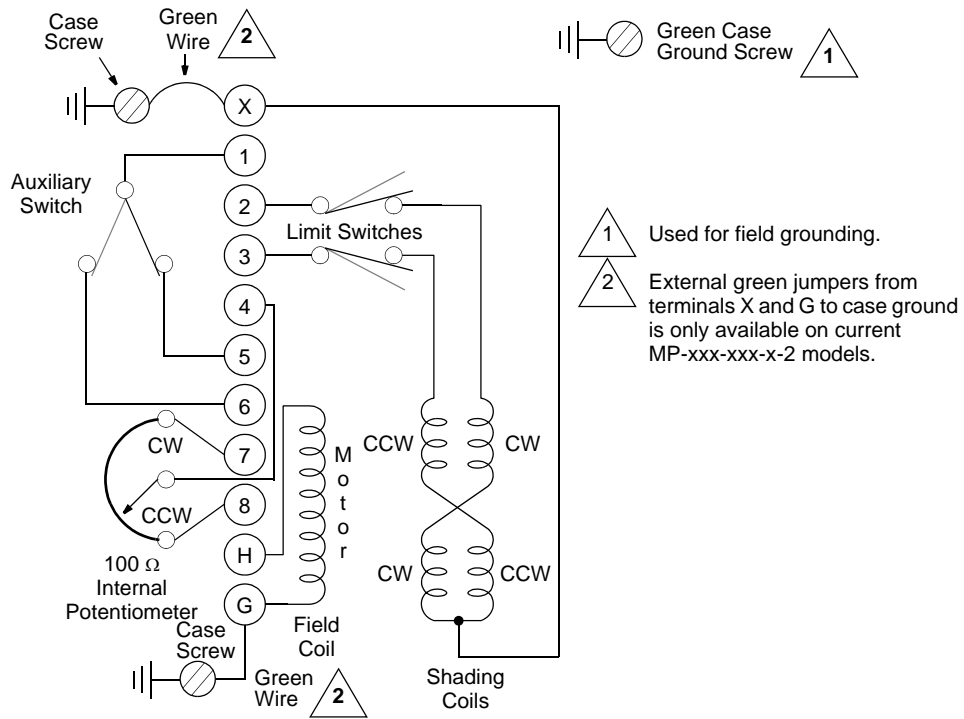 Case
Screw
Green
Wire
2
Green Case
Ground Screw
1
X
1
Auxiliary
Switch
2
Limit Switches
3
4
5
6
CW
7
CCW
8
H
G
100 Ω
Internal
Potentiometer
Motor
Field
Coil
CCW
CW
CW
CCW
Shading
Coils
Case
Screw
Green
Wire
2
1
Used for field grounding.
2
External green jumpers from
terminals X and G to case ground
is only available on current
MP-xxx-xxx-x-2 models.